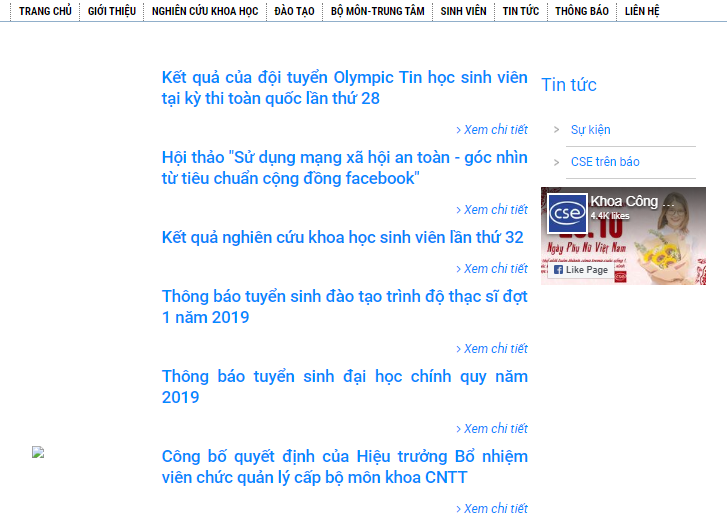 TRANG CHỦ GIỚI THIỆU NGHIÊN CỨU KHOA HỌC ĐÀO TẠO BỘ MÔN-TRUNG TÂM SINH VIÊN TIN TỨC THÔNG BÁO LIÊN HỆ
Kết quả của đội tuyển Olympic Tin học sinh viên
tại kỳ thi toàn quốc lần thứ 28
> Xem chi tiết
Hội thảo "Sử dụng mạng xã hội an toàn - góc nhìn
từ tiêu chuẩn cộng đồng facebook"
> Xem chi tiết
Kết quả nghiên cứu khoa học sinh viên lần thứ 32
> Xem chi tiết
Thông báo tuyển sinh đào tạo trình độ thạc sĩ đợt
1 năm 2019
> Xem chi tiết
Thông báo tuyển sinh đại học chính quy năm
2019
> Xem chi tiết
Công bố quyết định của Hiệu trưởng Bổ nhiệm
viên chức quản lý cấp bộ môn khoa CNTT
> Xem chi tiết
Tin tức
> Sự kiện
> CSE trên báo
cse
Khoa Công ...
4.4K likes
Ngày Phụ Nữ Việt Nam
Like Page